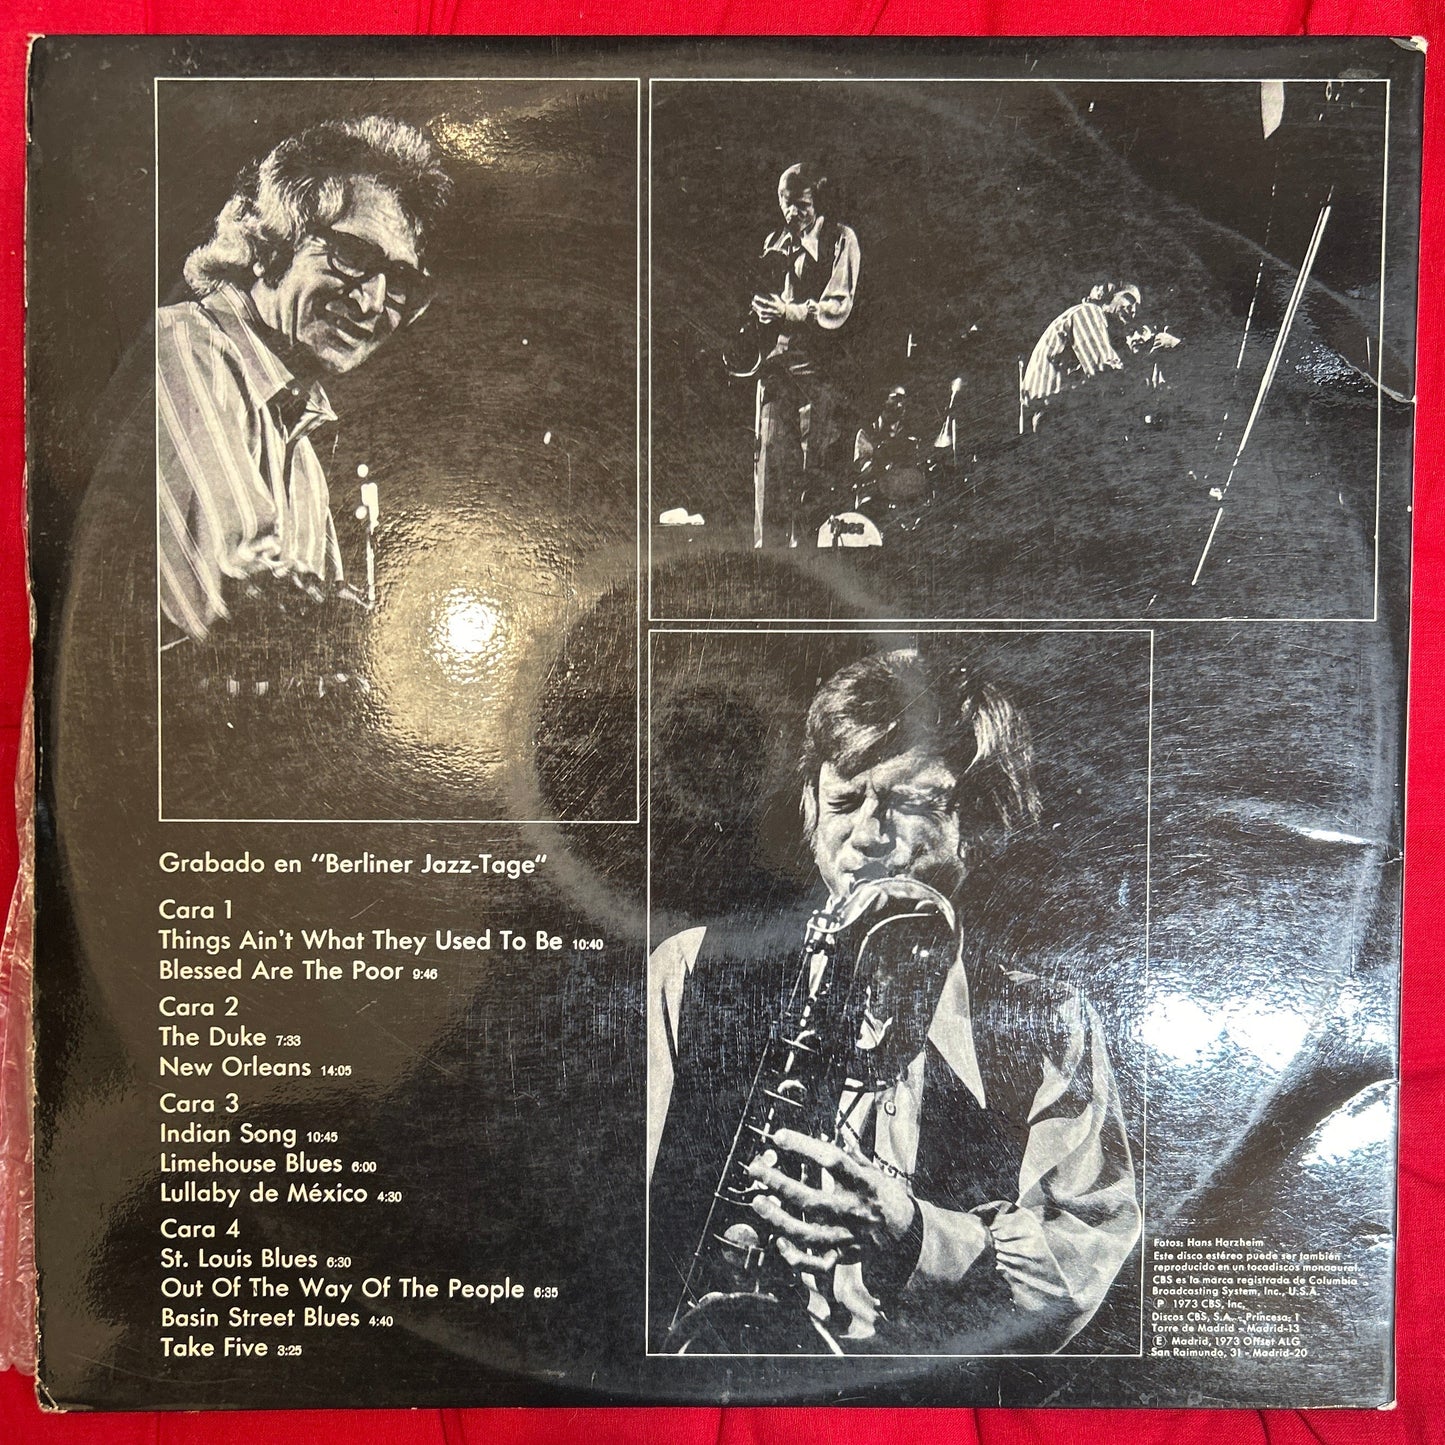 Grabado en "Berliner Jazz-Tage"
Cara 1
Things Ain't What They Used To Be 10:40
Blessed Are The Poor 9:46
Cara 2
The Duke 7:33
New Orleans 14:05
Cara 3
Indian Song 10:45
Limehouse Blues 6:00
Lullaby de México 4:30
Cara 4
St. Louis Blues 6:30
Out Of The Way Of The People 6:35
Basin Street Blues 4:40
Take Five 3:25
Fotos: Hans Harzheim
Este disco estéreo puede ser también
reproducido en un tocadiscos monoaural.
CBS es la marca registrada de Columbia
Broadcasting System, Inc., U.S.A.
Ⓟ 1973 CBS, Inc.
Discos CBS, S.A. - Princesa, 1
Torre de Madrid - Madrid-13
(E) Madrid, 1973 Offset ALG
San Raimundo, 31 - Madrid-20